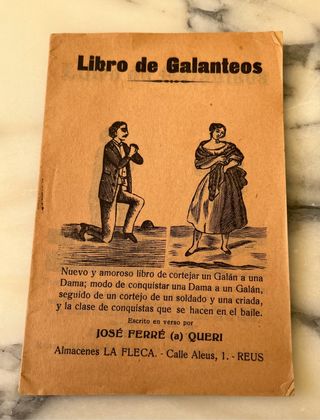 Libro de Galanteos
Nuevo y amoroso libro de cortejar un Galán a una
Dama; modo de conquistar una Dama a un Galán,
seguido de un cortejo de un soldado y una criada,
y la clase de conquistas que se hacen en el baile.
Escrito en verso por
JOSÉ FERRÉ (a) QUERI
Almacenes LA FLECA. - Calle Aleus, 1. - REUS